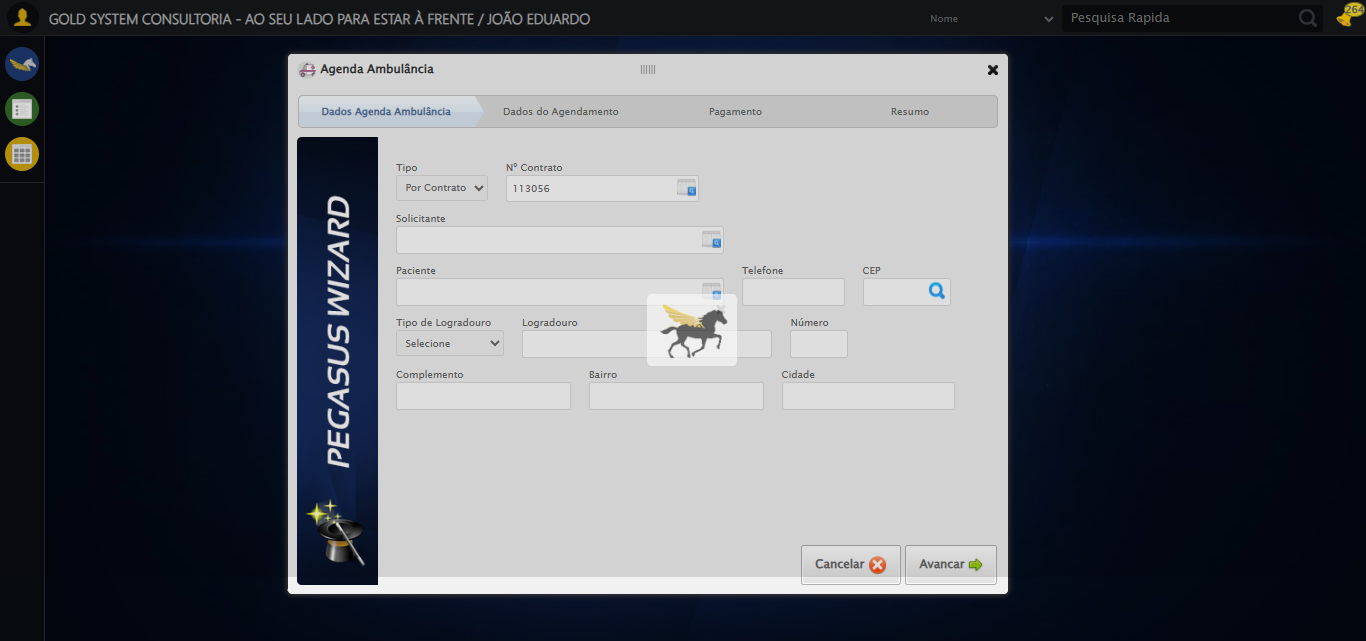 GOLD SYSTEM CONSULTORIA - AO SEU LADO PARA ESTAR À FRENTE / JOÃO EDUARDO
Nome
Pesquisa Rapida
264
Agenda Ambulância
Dados Agenda Ambulância
Dados do Agendamento
Pagamento
Resumo
PEGASUS WIZARD
Tipo
Nº Contrato
Por Contrato
113056
Solicitante
Paciente
Telefone
CEP
Tipo de Logradouro
Logradouro
Número
Selecione
Complemento
Bairro
Cidade
Cancelar
Avancar